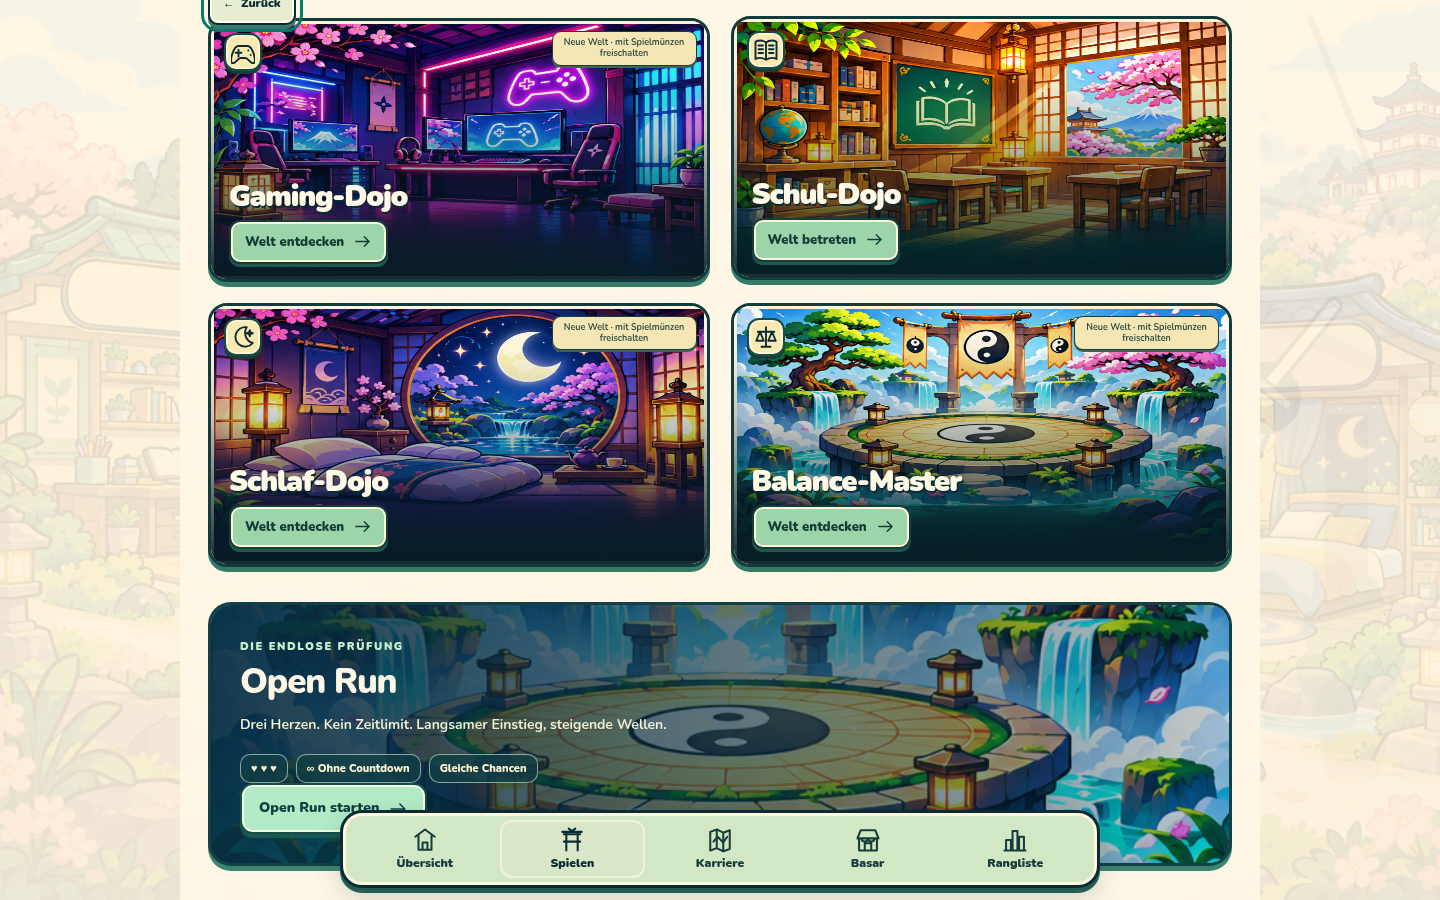 ← Zurück
Neue Welt · mit Spielmünzen
freischalten
Gaming-Dojo
Welt entdecken →
Schul-Dojo
Welt betreten →
Neue Welt · mit Spielmünzen
freischalten
Schlaf-Dojo
Welt entdecken →
Neue Welt · mit Spielmünzen
freischalten
Balance-Master
Welt entdecken →
DIE ENDLOSE PRÜFUNG
Open Run
Drei Herzen. Kein Zeitlimit. Langsamer Einstieg, steigende Wellen.
♥ ♥ ♥
∞ Ohne Countdown
Gleiche Chancen
Open Run starten →
Übersicht
Spielen
Karriere
Basar
Rangliste